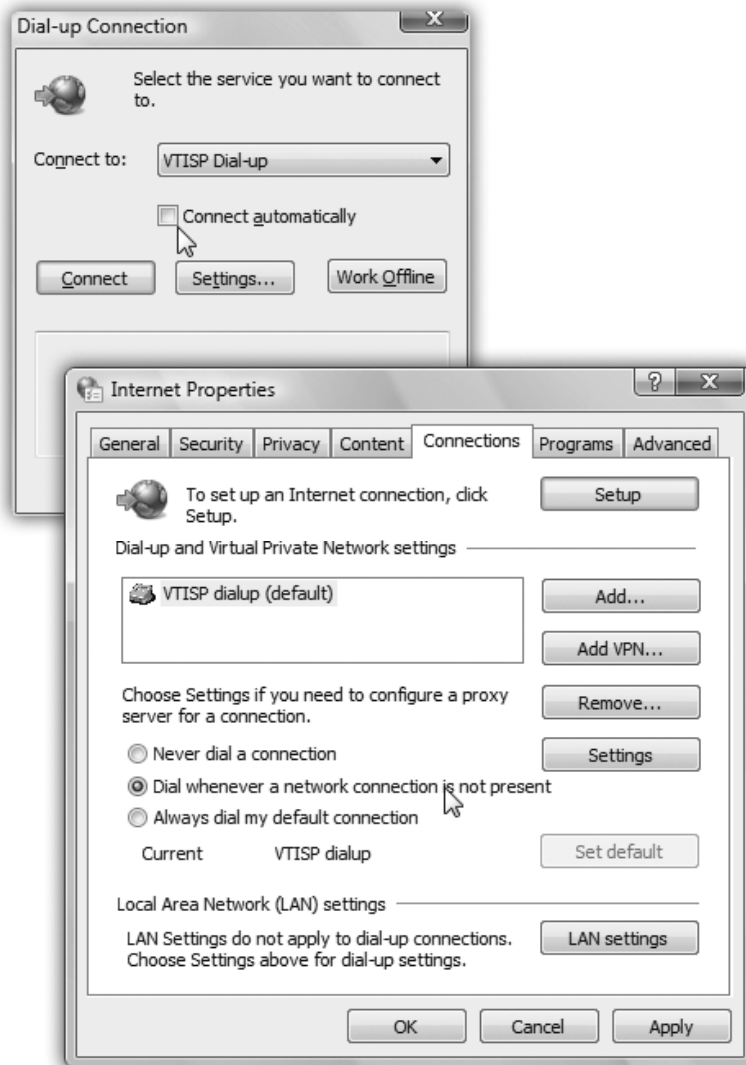 Dial-up Connection
Select the service you want to connect
to.
Connect to:
VTISP Dial-up
Connect automatically
Connect
Settings...
Work Offline
Internet Properties
General
Security
Privacy
Content
Connections
Programs
Advanced
To set up an Internet connection, click
Setup.
Setup
Dial-up and Virtual Private Network settings
VTISP dialup (default)
Add...
Add VPN...
Choose Settings if you need to configure a proxy
server for a connection.
Remove...
Never dial a connection
Settings
Dial whenever a network connection is not present
Always dial my default connection
Current
VTISP dialup
Set default
Local Area Network (LAN) settings
LAN Settings do not apply to dial-up connections.
Choose Settings above for dial-up settings.
LAN settings
OK
Cancel
Apply